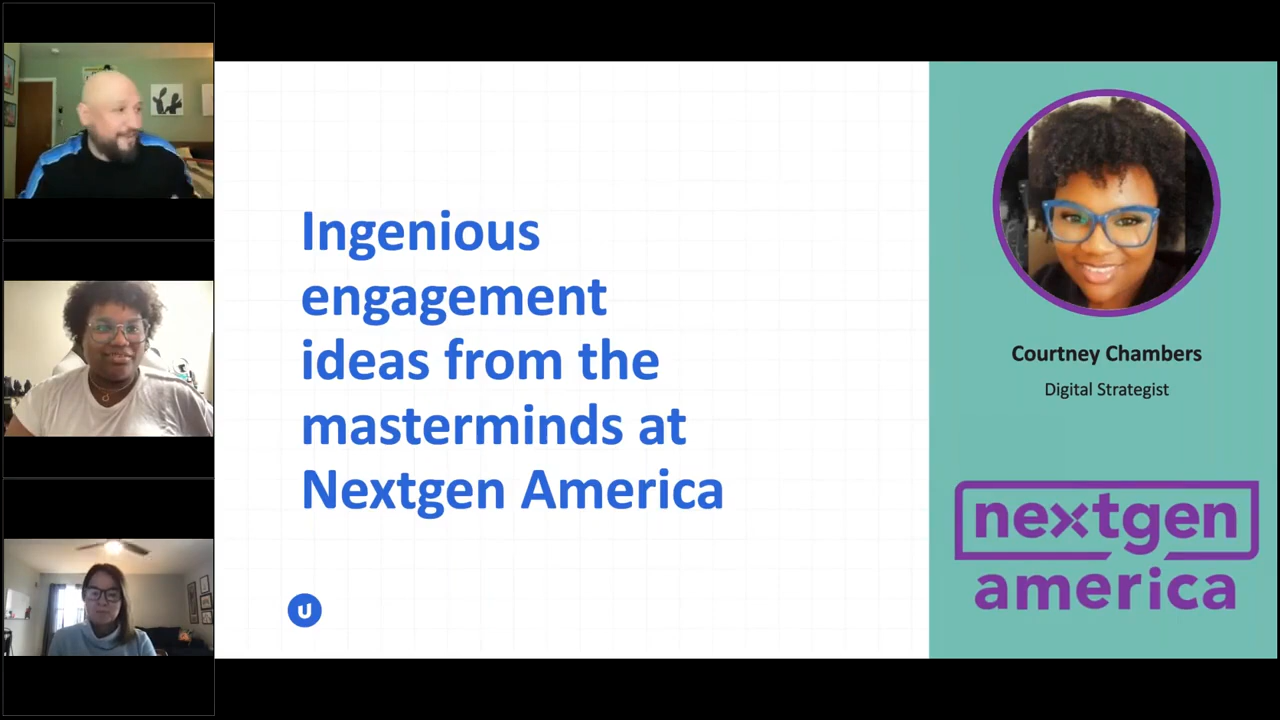 Ingenious
engagement
ideas from the
masterminds at
Nextgen America
u
Courtney Chambers
Digital Strategist
nextgen
america